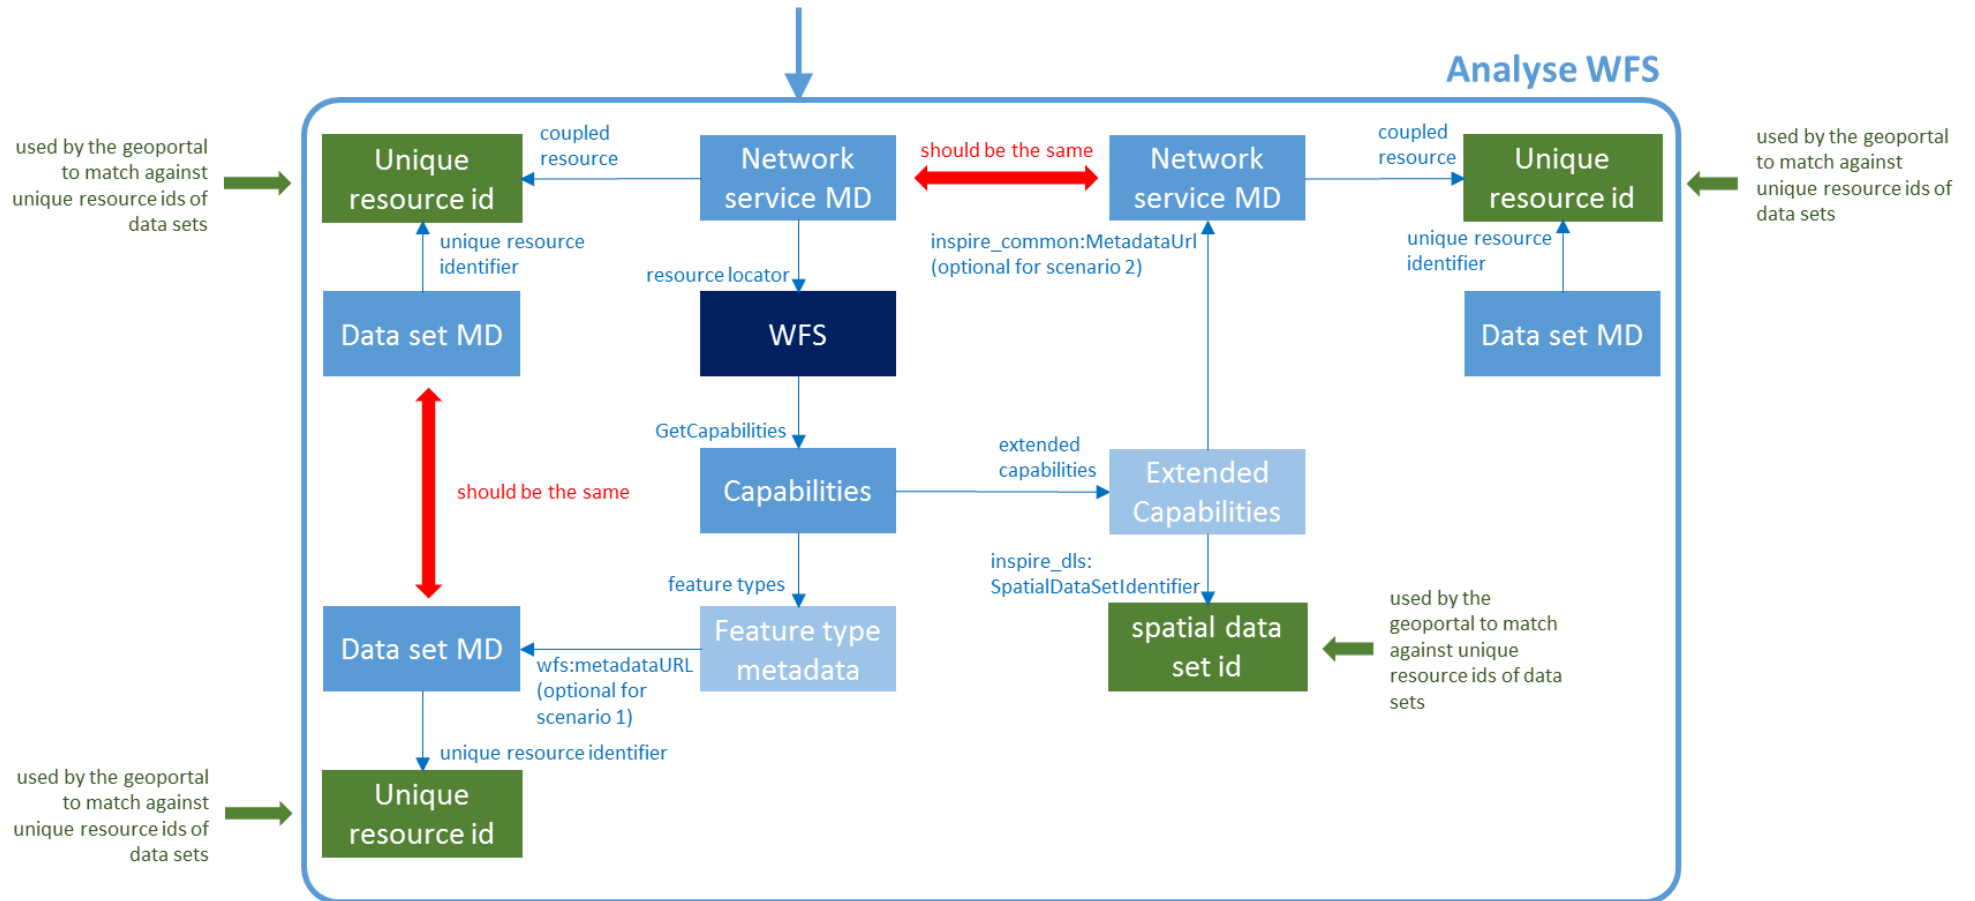 Analyse WFS
used by the geoportal
to match against
unique resource ids of
data sets
Unique
resource id
coupled
resource
Network
service MD
should be the same
Network
service MD
coupled
resource
Unique
resource id
used by the geoportal
to match against
unique resource ids of
data sets
unique resource
identifier
resource locator
inspire_common:MetadataUrl
(optional for scenario 2)
unique resource
identifier
Data set MD
WFS
Data set MD
GetCapabilities
should be the same
Capabilities
extended
capabilities
Extended
Capabilities
feature types
inspire_dls:
SpatialDataSetIdentifier
Data set MD
wfs:metadataURL
(optional for
scenario 1)
Feature type
metadata
spatial data
set id
used by the
geoportal to match
against unique
resource ids of data
sets
unique resource identifier
used by the geoportal
to match against
unique resource ids of
data sets
Unique
resource id